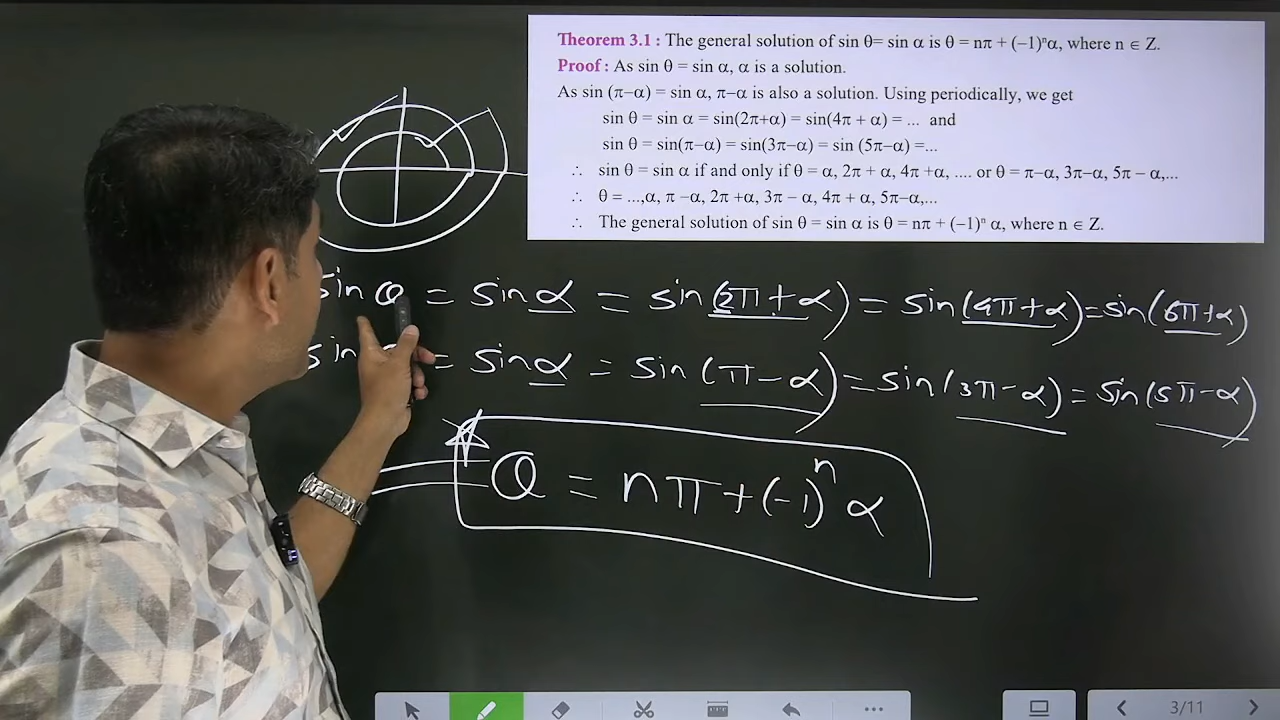 Theorem 3.1 : The general solution of sin θ= sin α is θ = nπ + (−1)ⁿα, where n ∈ Z.
Proof : As sin θ = sin α, α is a solution.
As sin (π−α) = sin α, π−α is also a solution. Using periodically, we get
sin θ = sin α = sin(2π+α) = sin(4π + α) = ... and
sin θ = sin(π−α) = sin(3π−α) = sin (5π−α) =...
∴ sin θ = sin α if and only if θ = α, 2π + α, 4π +α, .... or θ = π−α, 3π−α, 5π − α,...
∴ θ = ...,α, π −α, 2π +α, 3π − α, 4π + α, 5π−α,...
∴ The general solution of sin θ = sin α is θ = nπ + (−1)ⁿ α, where n ∈ Z.
sin θ = sin α = sin(2π + α) = sin(4π + α) = sin(6π + α)
sin = sin α = sin (π − α) = sin (3π − α) = sin (5π − α)
θ = nπ + (−1)ⁿ α
3/11